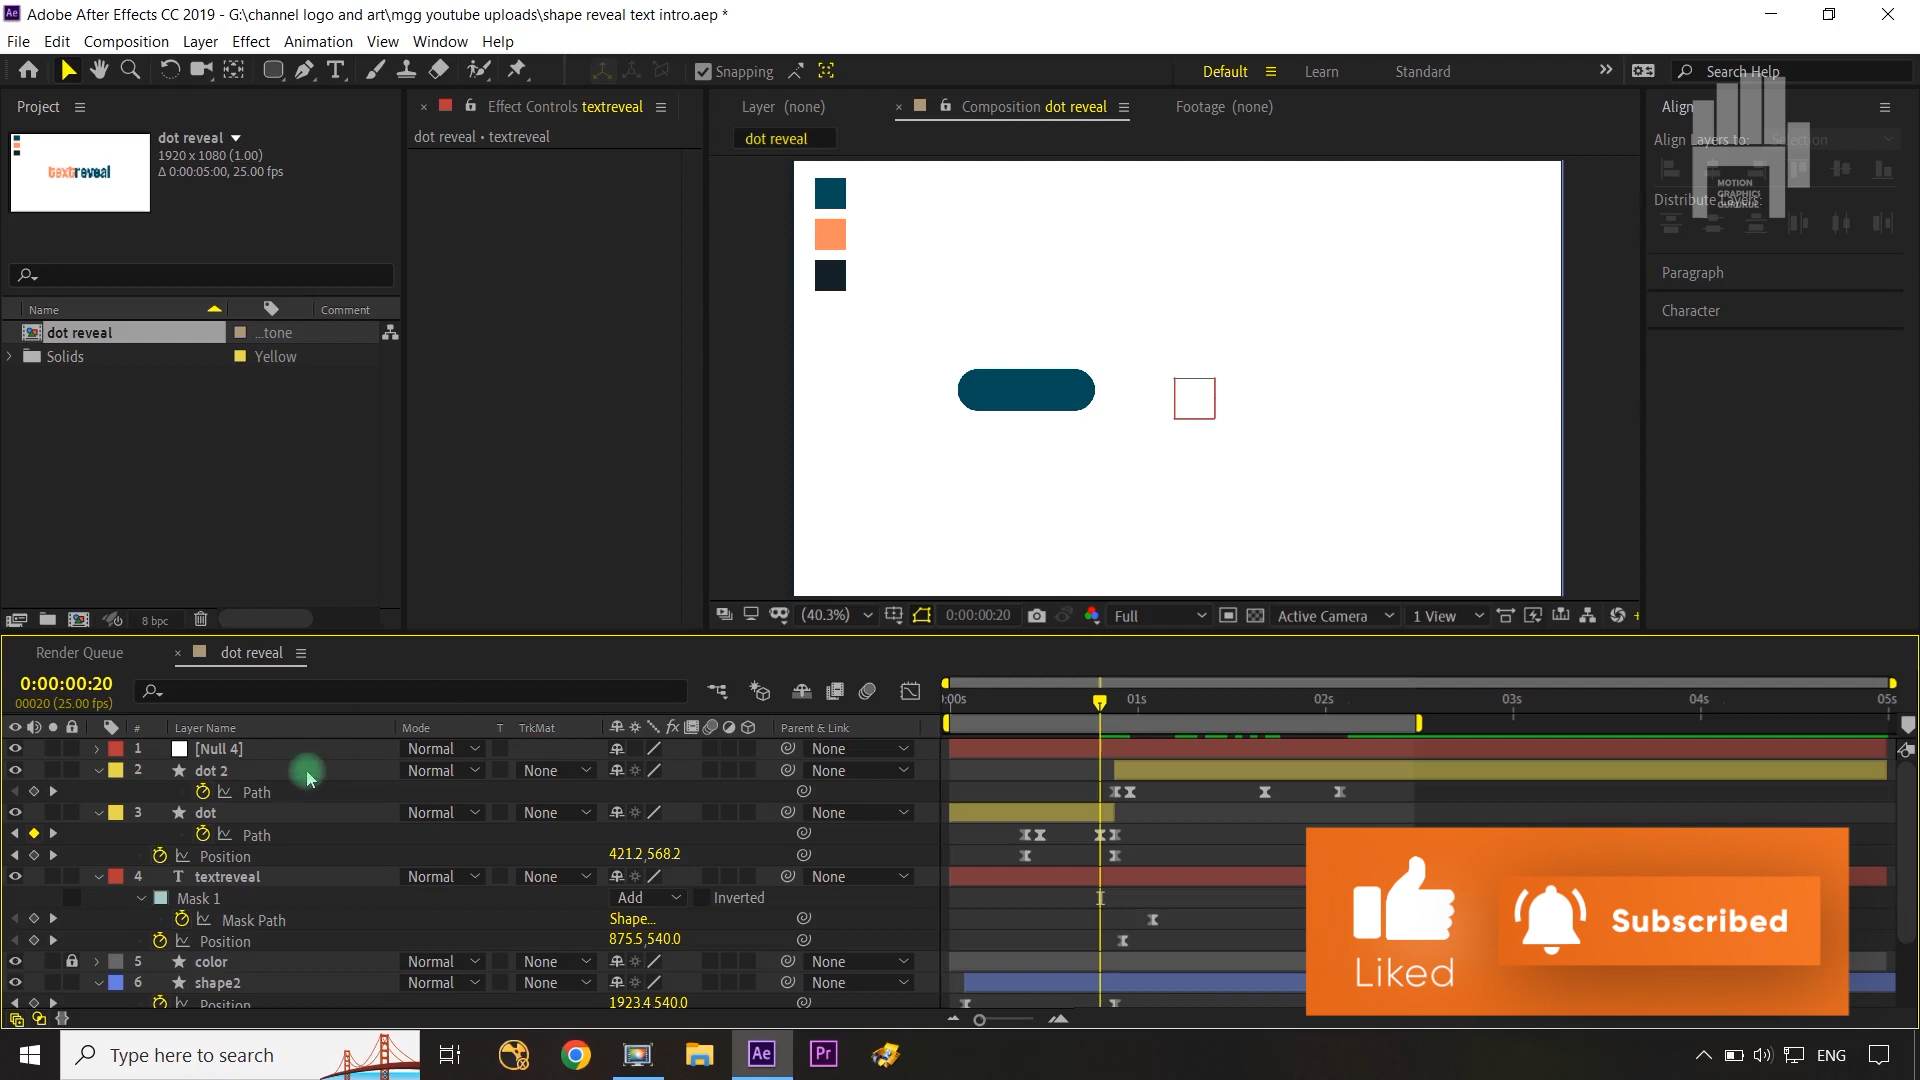 Adobe After Effects CC 2019 - G:\channel logo and art\mgg youtube uploads\shape reveal text intro.aep *
File Edit Composition Layer Effect Animation View Window Help
Snapping Default Learn Standard Search Help
Project
Effect Controls textreveal
Layer (none)
Composition dot reveal
Footage (none)
Align
dot reveal
1920 x 1080 (1.00)
Δ 0:00:05:00, 25.00 fps
textreveal
dot reveal • textreveal
dot reveal
Align Layers to: Selection
MOTION
GRAPHICS
Distribute Layers:
Paragraph
Character
Name Comment
dot reveal ...tone
Solids Yellow
8 bpc
(40.3%) 0:00:00:20 Full Active Camera 1 View
Render Queue
dot reveal
0:00:00:20
00020 (25.00 fps)
:00s 01s 02s 03s 04s 05s
# Layer Name Mode T TrkMat fx Parent & Link
1 [Null 4] Normal None
2 dot 2 Normal None None
Path
3 dot Normal None None
Path
Position 421.2,568.2
4 T textreveal Normal None None
Mask 1 Add Inverted
Mask Path Shape...
Position 875.5,540.0
5 color Normal None None
6 shape2 Normal None None
Position 1923.4,540.0
Liked
Subscribed
Type here to search
Ae
Pr
ENG